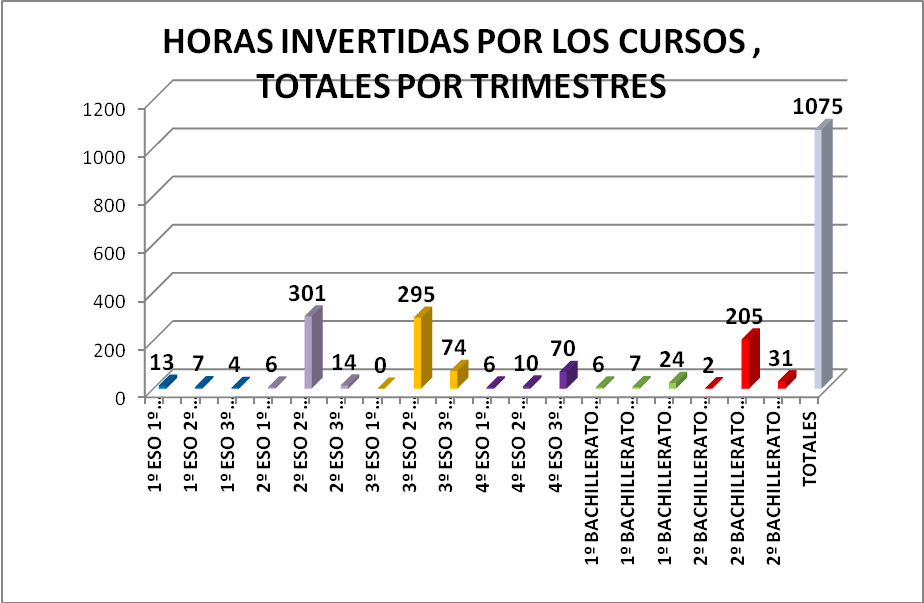 HORAS INVERTIDAS POR LOS CURSOS ,
TOTALES POR TRIMESTRES
1200
1000
800
600
400
200
0
13
7
4
6
301
14
0
295
74
6
10
70
6
7
24
2
205
31
1075
1º ESO 1º...
1º ESO 2º...
1º ESO 3º...
2º ESO 1º...
2º ESO 2º...
2º ESO 3º...
3º ESO 1º...
3º ESO 2º...
3º ESO 3º...
4º ESO 1º...
4º ESO 2º...
4º ESO 3º...
1º BACHILLERATO...
1º BACHILLERATO...
1º BACHILLERATO...
2º BACHILLERATO...
2º BACHILLERATO...
2º BACHILLERATO...
TOTALES